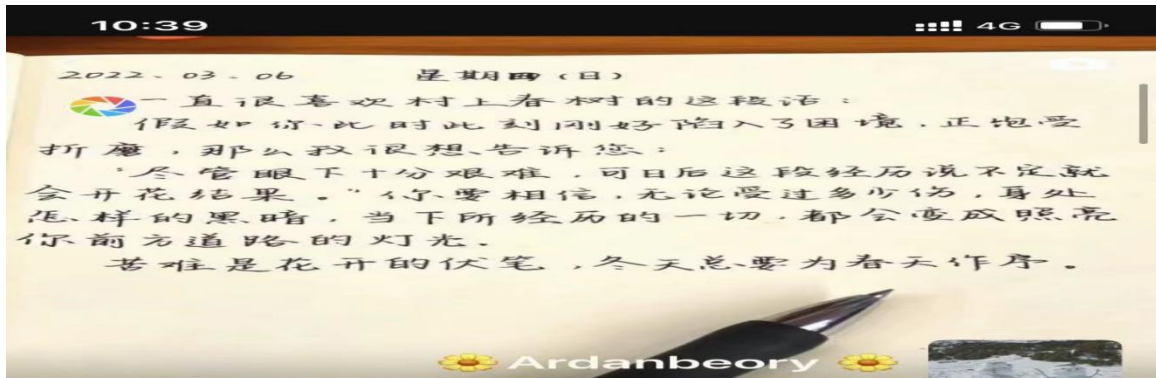 10:39
4G
2022、03、06 星期四(日)
一直很喜欢村上春树的这段话：
假如你此时此刻刚好陷入了困境，正饱受
折磨，那么我很想告诉您：
“尽管眼下十分艰难，可日后这段经历说不定就
会开花结果。”你要相信，无论受过多少伤，身处
怎样的黑暗，当下所经历的一切，都会变成照亮
你前方道路的灯光。
苦难是花开的伏笔，冬天总要为春天作序。
Ardanbeory